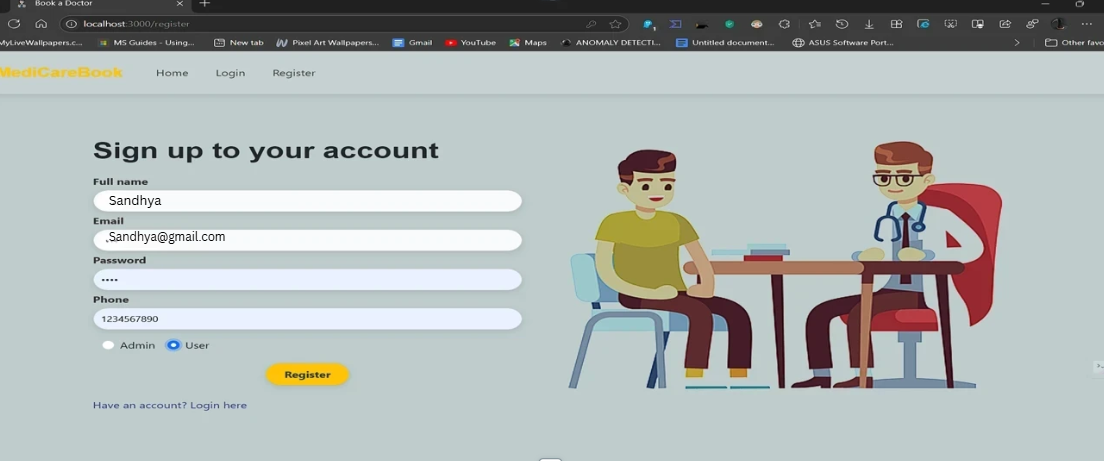 Book a Doctor
localhost:3000/register
MyLiveWallpapers.c... MS Guides - Using... New tab Pixel Art Wallpapers... Gmail YouTube Maps ANOMALY DETECTI... Untitled document... ASUS Software Port... Other favo
MediCareBook Home Login Register
Sign up to your account
Full name
Sandhya
Email
Sandhya@gmail.com
Password
••••
Phone
1234567890
Admin User
Register
Have an account? Login here